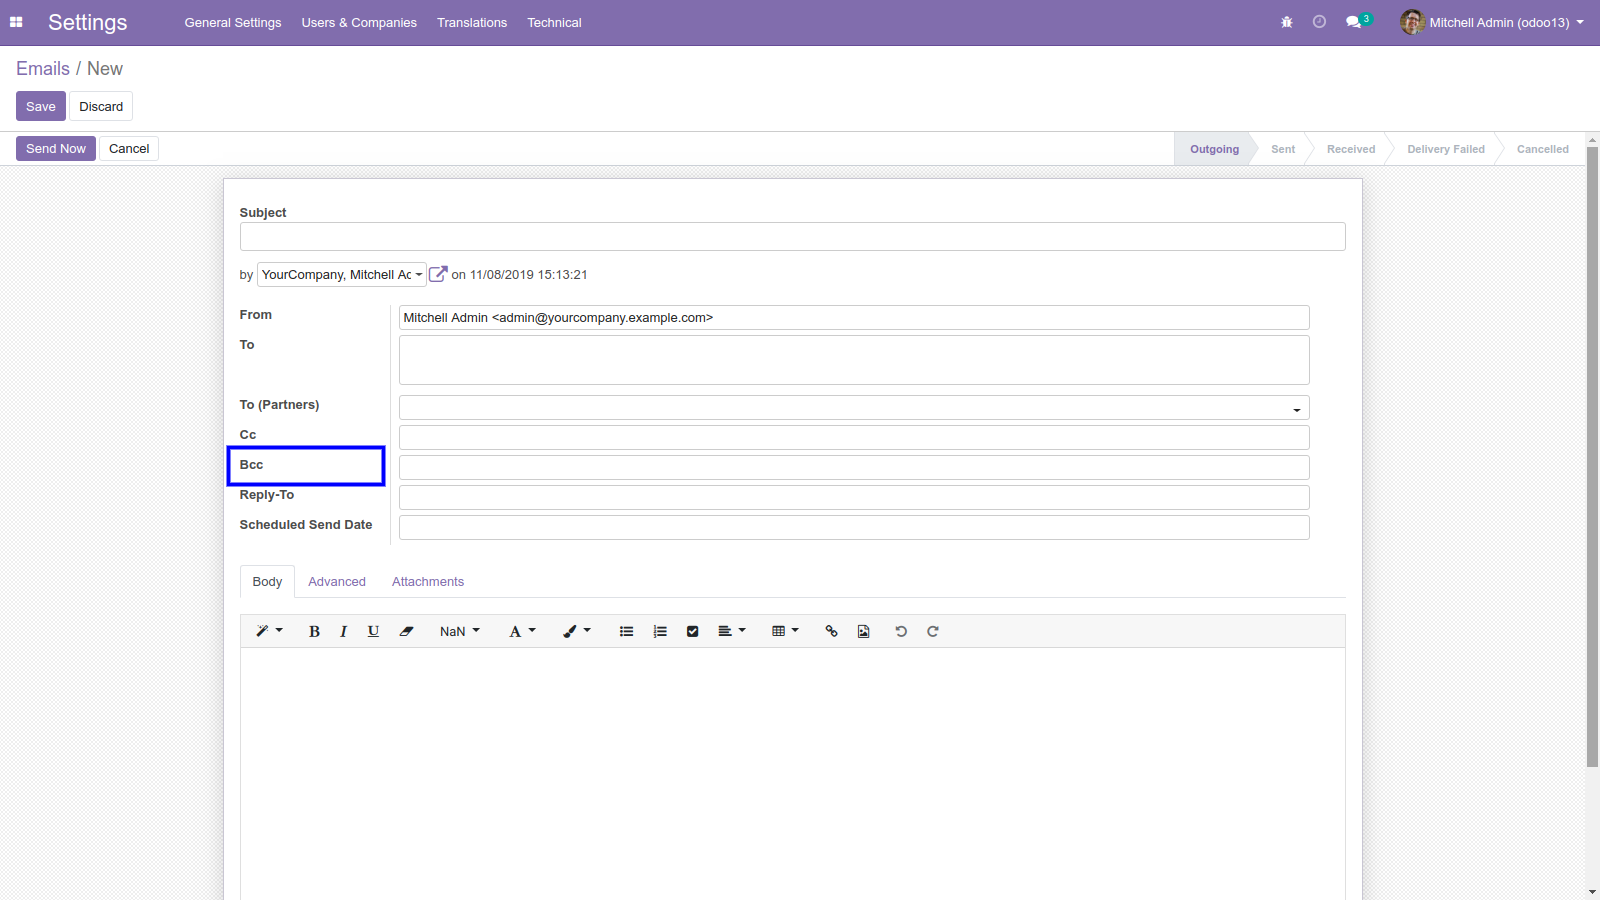 Settings General Settings Users & Companies Translations Technical 3 Mitchell Admin (odoo13)
Emails / New
Save Discard
Send Now Cancel Outgoing Sent Received Delivery Failed Cancelled
Subject
by YourCompany, Mitchell Ac on 11/08/2019 15:13:21
From Mitchell Admin <admin@yourcompany.example.com>
To
To (Partners)
Cc
Bcc
Reply-To
Scheduled Send Date
Body Advanced Attachments
B I U NaN A